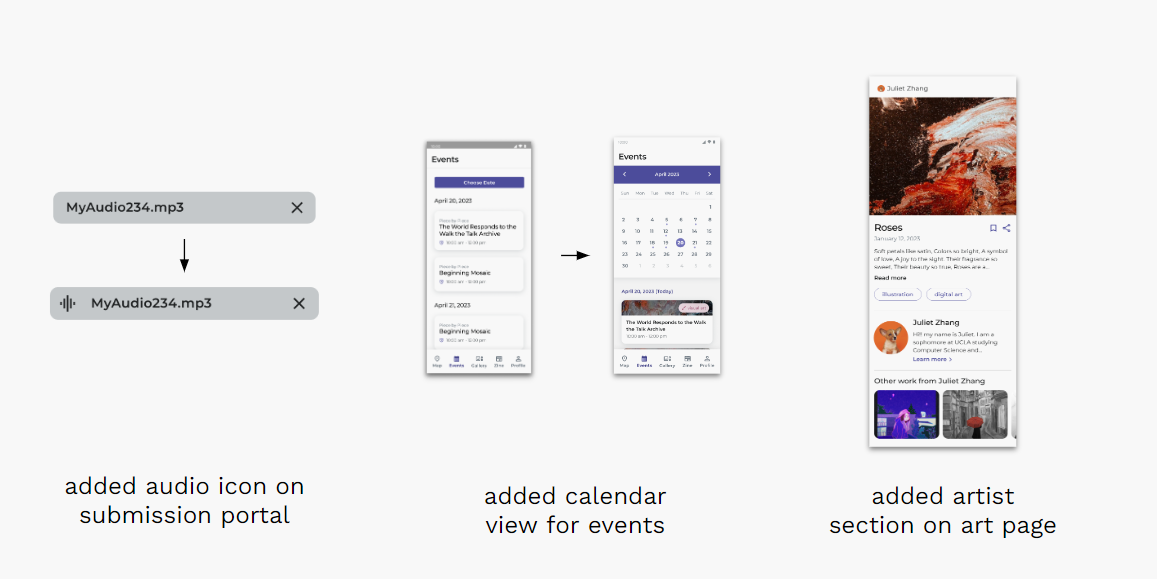 MyAudio234.mp3
MyAudio234.mp3
added audio icon on
submission portal
Events
Choose Date
April 20, 2023
The World Responds to the
Walk the Talk Archive
10:00 am - 12:00 pm
Beginning Mosaic
10:00 am - 12:00 pm
April 21, 2023
Beginning Mosaic
10:00 am - 12:00 pm
Map Events Gallery Zine Profile
Events
April 2023
Sun Mon Tue Wed Thu Fri Sat
1
2 3 4 5 6 7 8
9 10 11 12 13 14 15
16 17 18 19 20 21 22
23 24 25 26 27 28 29
30 1 2 3 4 5 6
April 20, 2023 (Today)
The World Responds to the Walk
the Talk Archive
10:00 am - 12:00 pm
Map Events Gallery Zine Profile
added calendar
view for events
Juliet Zhang
Roses
January 12, 2023
Soft petals like satin, Colors so bright, A symbol
of love, A joy to the sight. Their fragrance so
sweet, Their beauty so true, Roses are a...
Read more
illustration
digital art
Juliet Zhang
Hi! my name is Juliet. I am a
sophomore at UCLA studying
Computer Science and...
Learn more >
Other work from Juliet Zhang
added artist
section on art page